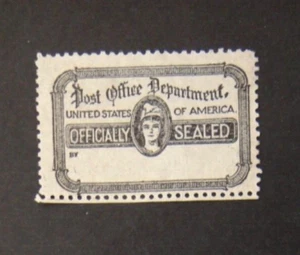 Post Office Department,
UNITED STATES OF AMERICA
OFFICIALLY SEALED
BY